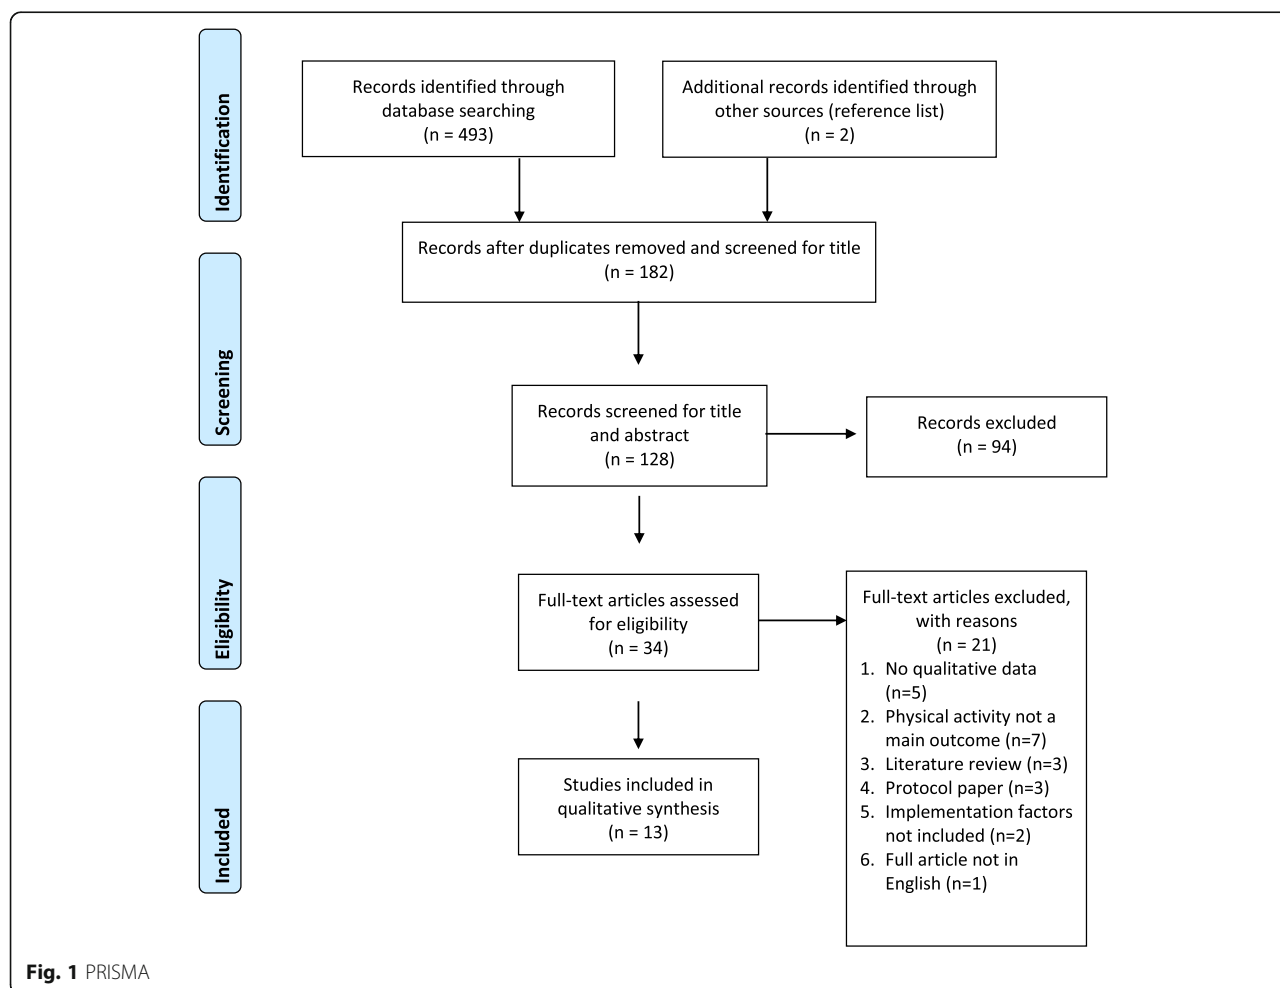 Identification
Records identified through
database searching
(n = 493)
Additional records identified through
other sources (reference list)
(n = 2)
Records after duplicates removed and screened for title
(n = 182)
Screening
Records screened for title
and abstract
(n = 128)
Records excluded
(n = 94)
Eligibility
Full-text articles assessed
for eligibility
(n = 34)
Full-text articles excluded,
with reasons
(n = 21)
1. No qualitative data
(n=5)
2. Physical activity not a
main outcome (n=7)
3. Literature review (n=3)
4. Protocol paper (n=3)
5. Implementation factors
not included (n=2)
6. Full article not in
English (n=1)
Included
Studies included in
qualitative synthesis
(n = 13)
Fig. 1 PRISMA